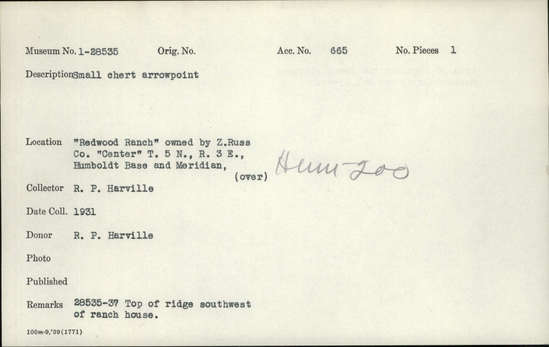 Museum No. 1-28535 Orig. No. Acc. No. 665 No. Pieces 1
Description Small chert arrowpoint
Location "Redwood Ranch" owned by Z.Russ
Co. "Center" T. 5 N., R. 3 E.,
Humboldt Base and Meridian,
(over) Hum-200
Collector R. P. Harville
Date Coll. 1931
Donor R. P. Harville
Photo
Published
Remarks 28535-37 Top of ridge southwest
of ranch house.
100m-9,'59(1771)